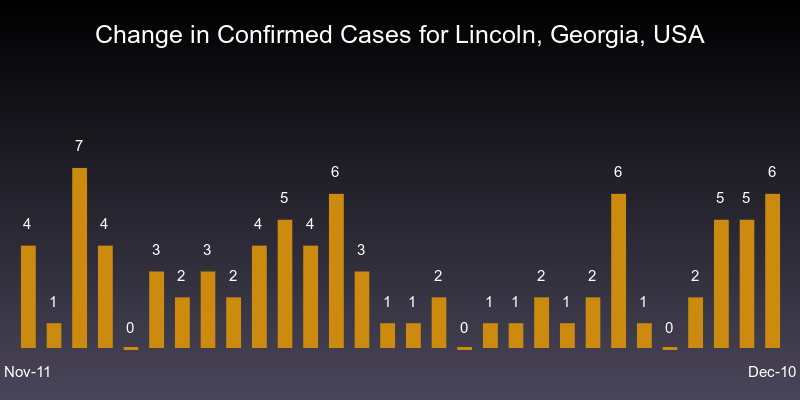 Change in Confirmed Cases for Lincoln, Georgia, USA
4 1 7 4 0 3 2 3 2 4 5 4 6 3 1 1 2 0 1 1 2 1 2 6 1 0 2 5 5 6
Nov-11 Dec-10